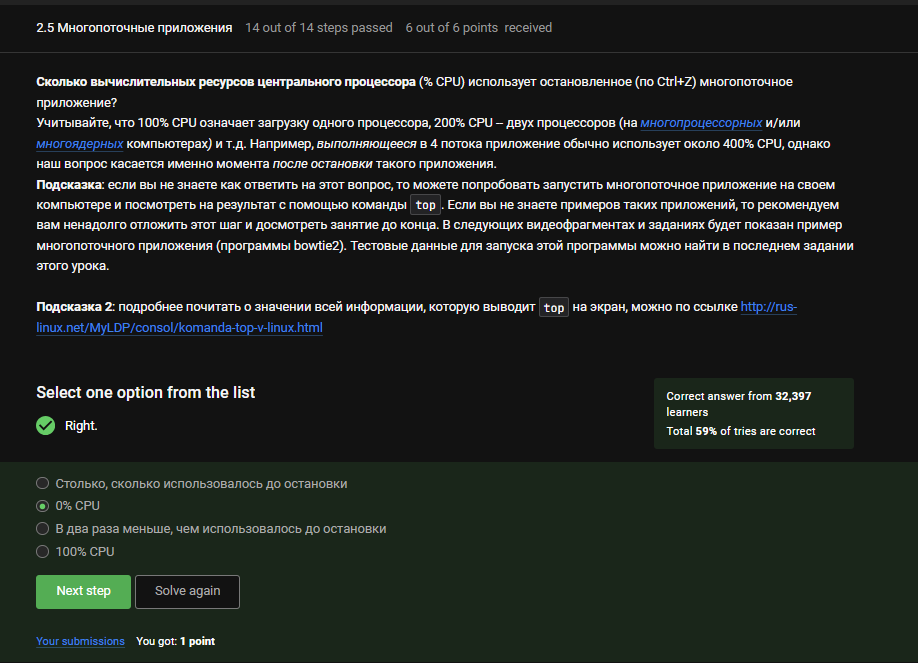 2.5 Многопоточные приложения 14 out of 14 steps passed 6 out of 6 points received
Сколько вычислительных ресурсов центрального процессора (% CPU) использует остановленное (по Ctrl+Z) многопоточное
приложение?
Учитывайте, что 100% CPU означает загрузку одного процессора, 200% CPU – двух процессоров (на многопроцессорных и/или
многоядерных компьютерах) и т.д. Например, выполняющееся в 4 потока приложение обычно использует около 400% CPU, однако
наш вопрос касается именно момента после остановки такого приложения.
Подсказка: если вы не знаете как ответить на этот вопрос, то можете попробовать запустить многопоточное приложение на своем
компьютере и посмотреть на результат с помощью команды top. Если вы не знаете примеров таких приложений, то рекомендуем
вам ненадолго отложить этот шаг и досмотреть занятие до конца. В следующих видеофрагментах и заданиях будет показан пример
многопоточного приложения (программы bowtie2). Тестовые данные для запуска этой программы можно найти в последнем задании
этого урока.
Подсказка 2: подробнее почитать о значении всей информации, которую выводит top на экран, можно по ссылке http://rus-
linux.net/MyLDP/consol/komanda-top-v-linux.html
Select one option from the list
Right.
Correct answer from 32,397
learners
Total 59% of tries are correct
Столько, сколько использовалось до остановки
0% CPU
В два раза меньше, чем использовалось до остановки
100% CPU
Next step Solve again
Your submissions You got: 1 point